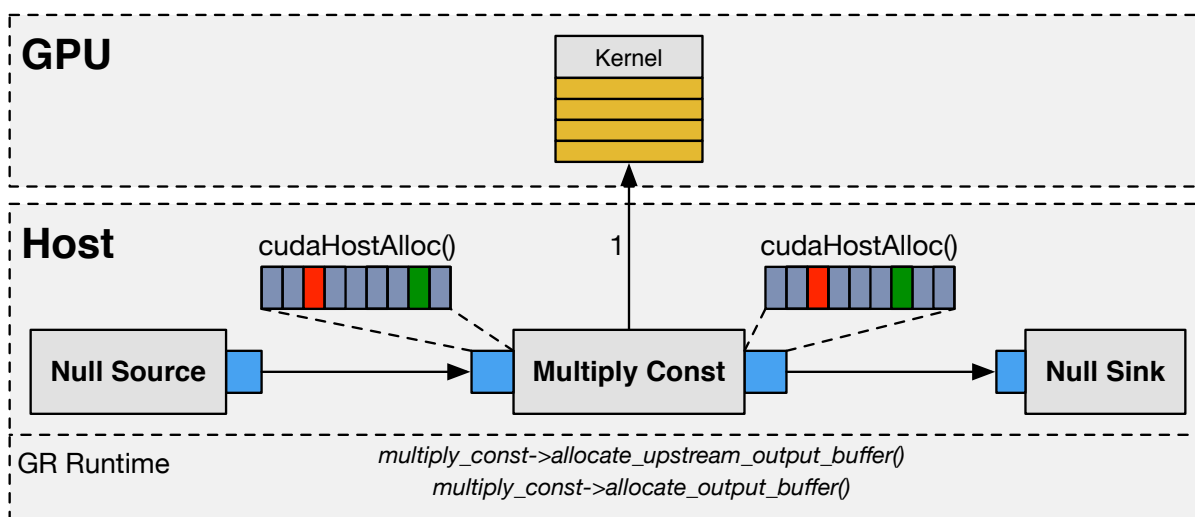 GPU
Kernel
Host
cudaHostAlloc()
1
cudaHostAlloc()
Null Source
Multiply Const
Null Sink
GR Runtime
multiply_const->allocate_upstream_output_buffer()
multiply_const->allocate_output_buffer()